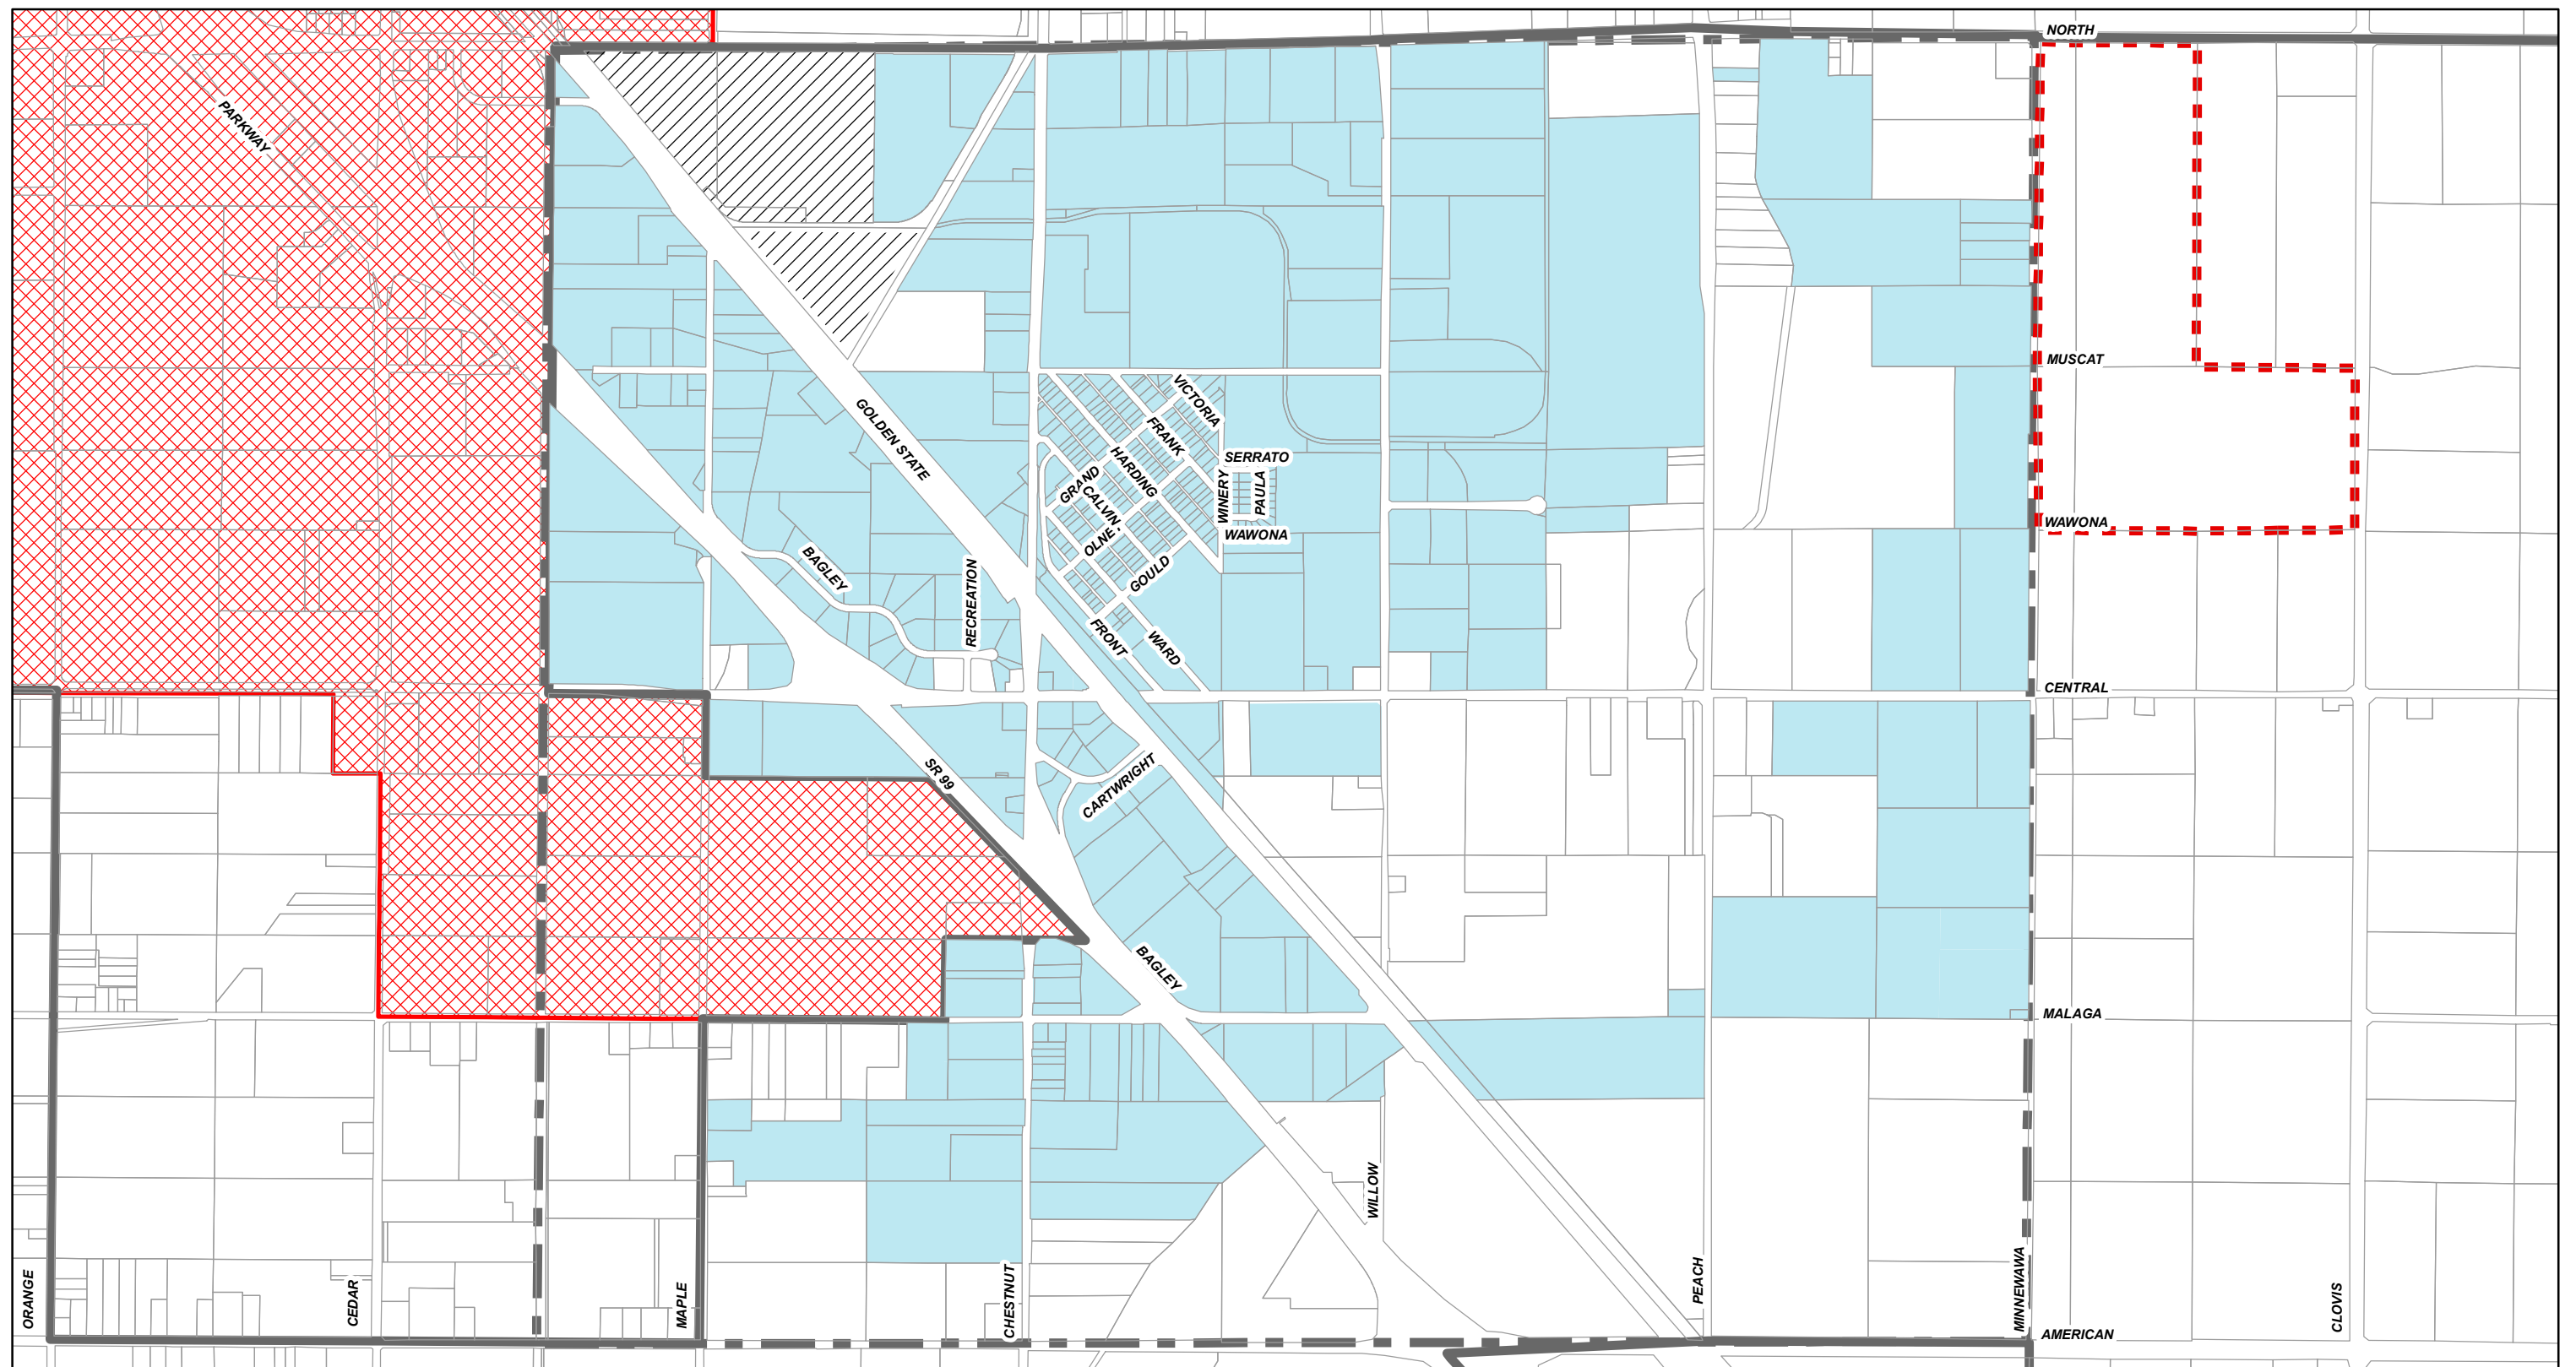 NORTH
PARKWAY
MUSCAT
VICTORIA
GOLDEN STATE
FRANK
SERRATO
HARDING
GRAND
WINERY
PAULA
CALVIN
WAWONA
WAWONA
OLNEY
BAGLEY
GOULD
RECREATION
FRONT
WARD
CENTRAL
SR 99
CARTWRIGHT
BAGLEY
MALAGA
WILLOW
ORANGE
CEDAR
MAPLE
CHESTNUT
PEACH
MINNEWAWA
CLOVIS
AMERICAN